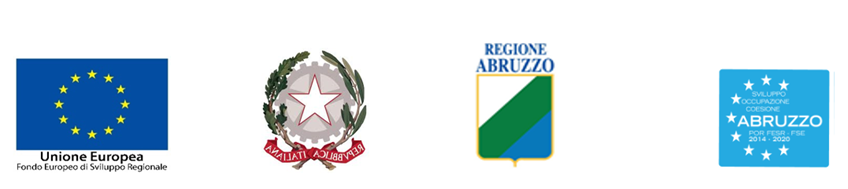 Unione Europea
Fondo Europeo di Sviluppo Regionale
REPVBBLICA ITALIANA
REGIONE
ABRUZZO
SVILUPPO
OCCUPAZIONE
COESIONE
ABRUZZO
POR FESR - FSE
2014 - 2020